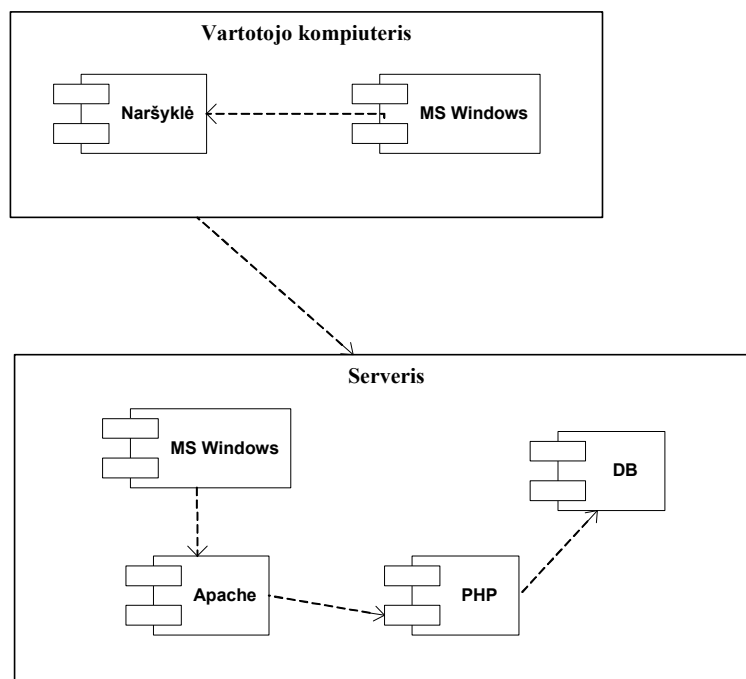 Vartotojo kompiuteris
Naršyklė
MS Windows
Serveris
MS Windows
DB
Apache
PHP